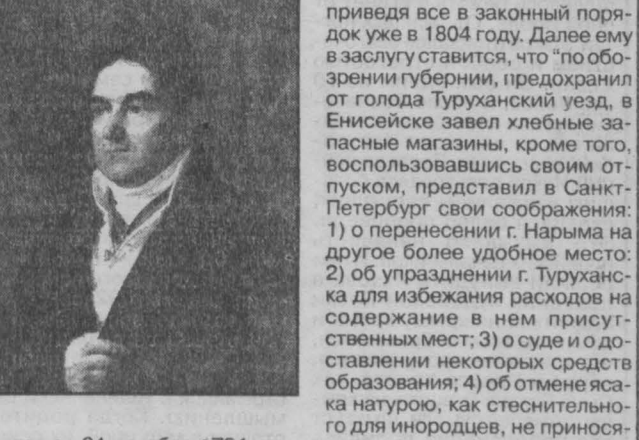 приведя все в законный поря-
док уже в 1804 году. Далее ему
в заслугу ставится, что "по обо-
зрении губернии, предохранил
от голода Туруханский уезд, в
Енисейске завел хлебные за-
пасные магазины, кроме того,
воспользовавшись своим от-
пуском, представил в Санкт-
Петербург свои соображения:
1) о перенесении г. Нарыма на
другое более удобное место:
2) об упразднении г. Туруханс-
ка для избежания расходов на
содержание в нем присут-
ственных мест; 3) о суде и о до-
ставлении некоторых средств
образования; 4) об отмене яса-
ка натурою, как стеснительно-
го для инородцев, не принося-